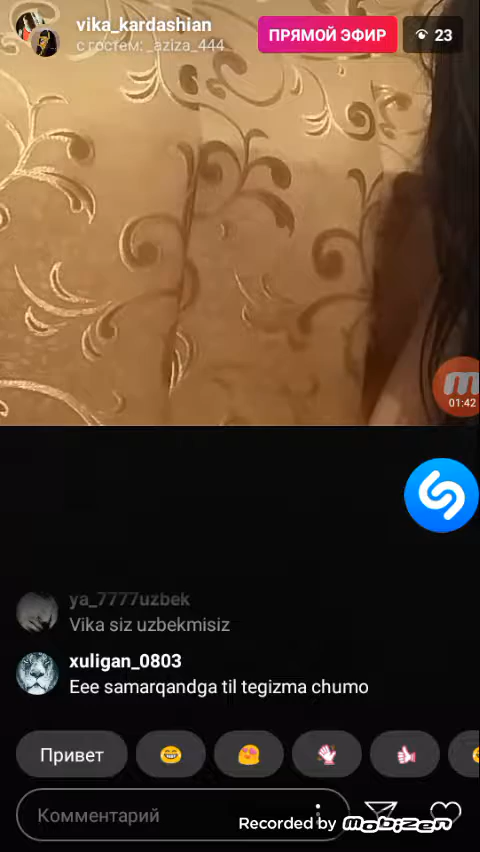 vika_kardashian
с гостем: _aziza_444
ПРЯМОЙ ЭФИР
23
01:42
ya_7777uzbek
Vika siz uzbekmisiz
xuligan_0803
Eee samarqandga til tegizma chumo
Привет
Комментарий
Recorded by mobizen